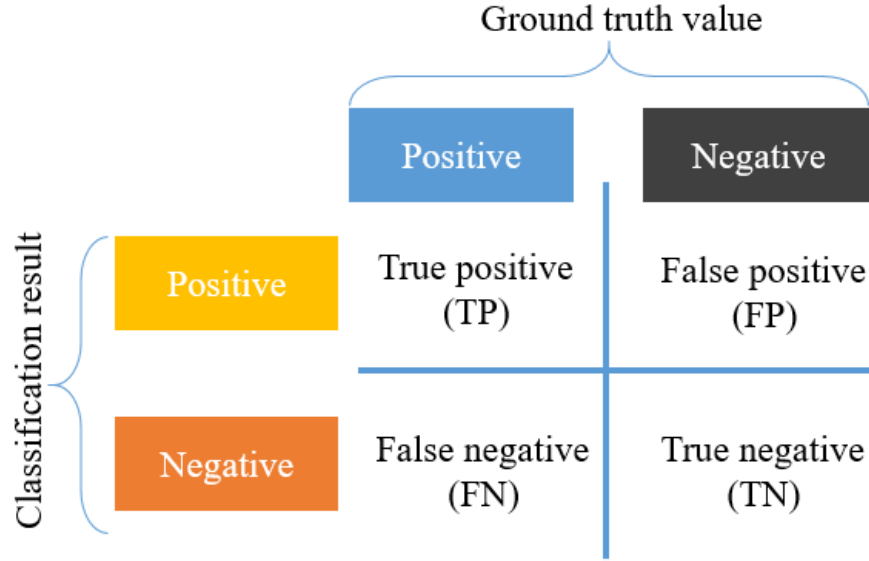 Ground truth value
Positive
Negative
Classification result
Positive
True positive
(TP)
False positive
(FP)
Negative
False negative
(FN)
True negative
(TN)